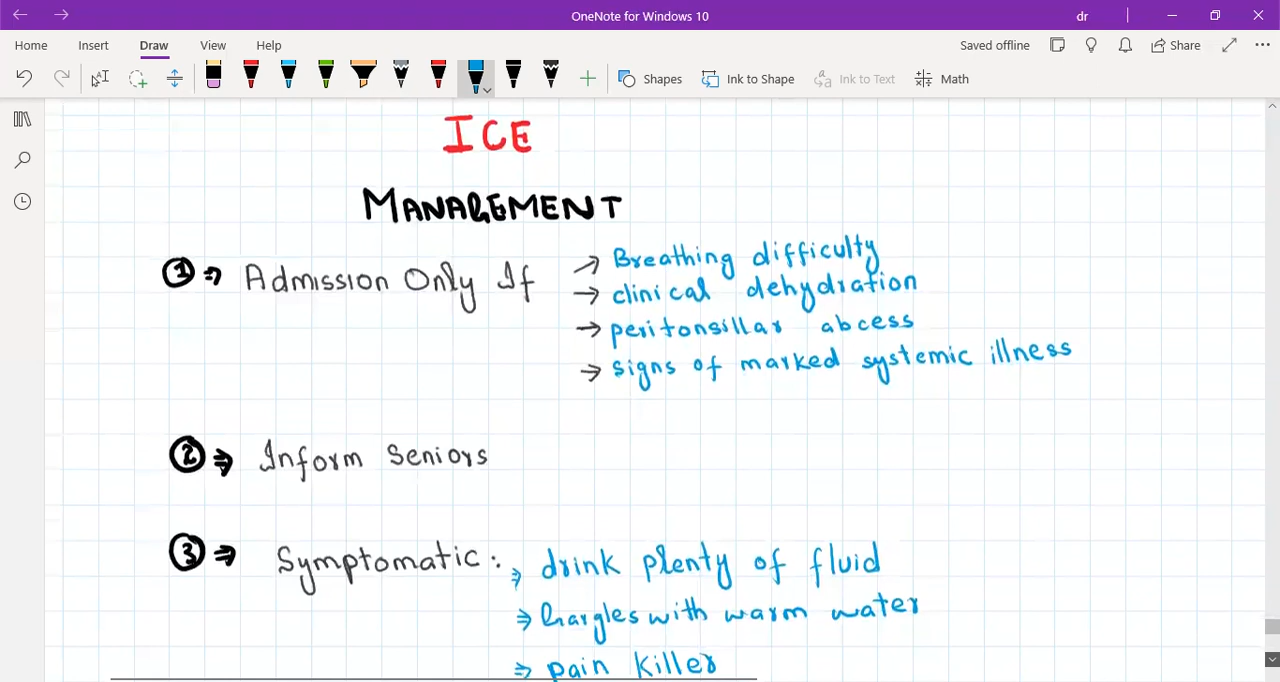 OneNote for Windows 10
dr
Home Insert Draw View Help
Saved offline
Share
Shapes
Ink to Shape
Ink to Text
Math
ICE
MANAGEMENT
1 ⇒ Admission Only If → Breathing difficulty
→ clinical dehydration
→ peritonsillar abcess
→ signs of marked systemic illness
2 ⇒ Inform Seniors
3 ⇒ Symptomatic : ⇒ drink plenty of fluid
⇒ Gargles with warm water
⇒ pain killer